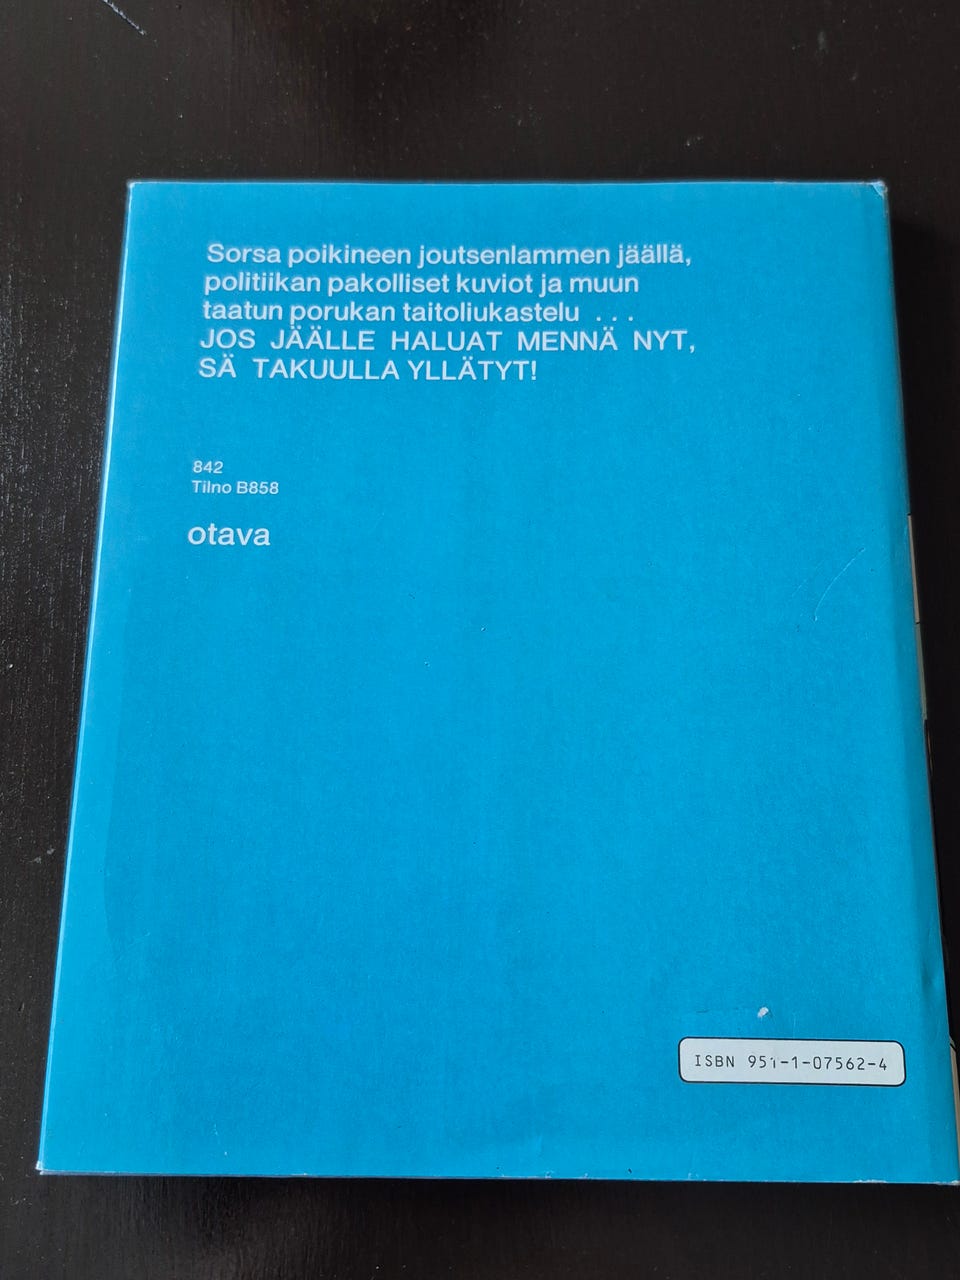 Sorsa poikineen joutsenlammen jäällä,
politiikan pakolliset kuviot ja muun
taatun porukan taitoliukastelu . . .
JOS JÄÄLLE HALUAT MENNÄ NYT,
SÄ TAKUULLA YLLÄTYT!
842
Tilno B858
otava
ISBN 951-1-07562-4